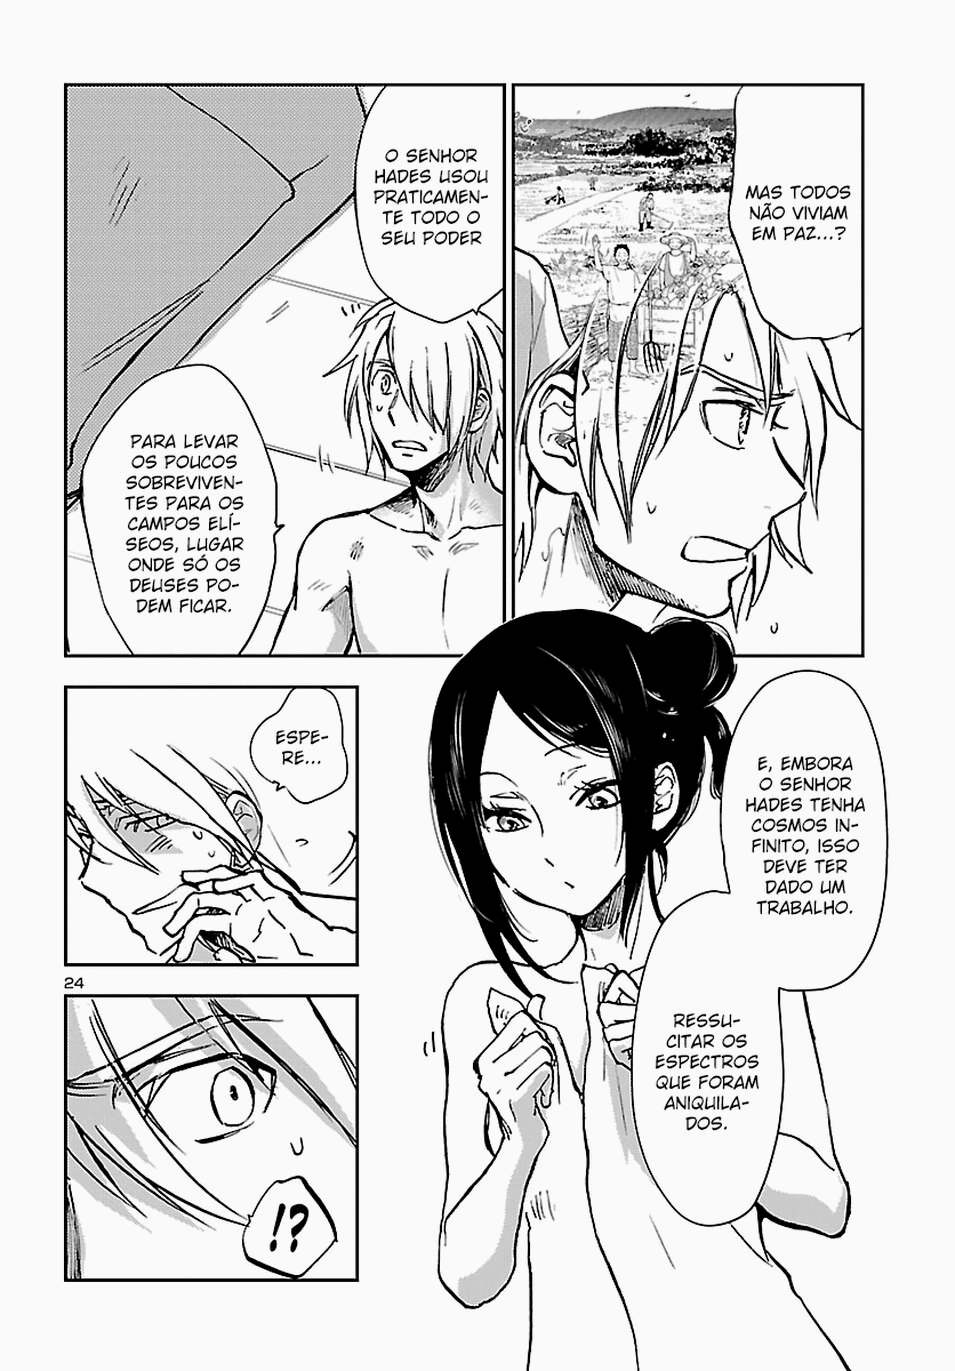 MAS TODOS
NÃO VIVIAM
EM PAZ...?
O SENHOR
HADES USOU
PRATICAMEN-
TE TODO O
SEU PODER
PARA LEVAR
OS POUCOS
SOBREVIVEN-
TES PARA OS
CAMPOS ELÍ-
SEOS, LUGAR
ONDE SÓ OS
DEUSES PO-
DEM FICAR.
E, EMBORA
O SENHOR
HADES TENHA
COSMOS IN-
FINITO, ISSO
DEVE TER
DADO UM
TRABALHO.
RESSU-
CITAR OS
ESPECTROS
QUE FORAM
ANIQUILA-
DOS.
ESPE-
RE...
!?
24